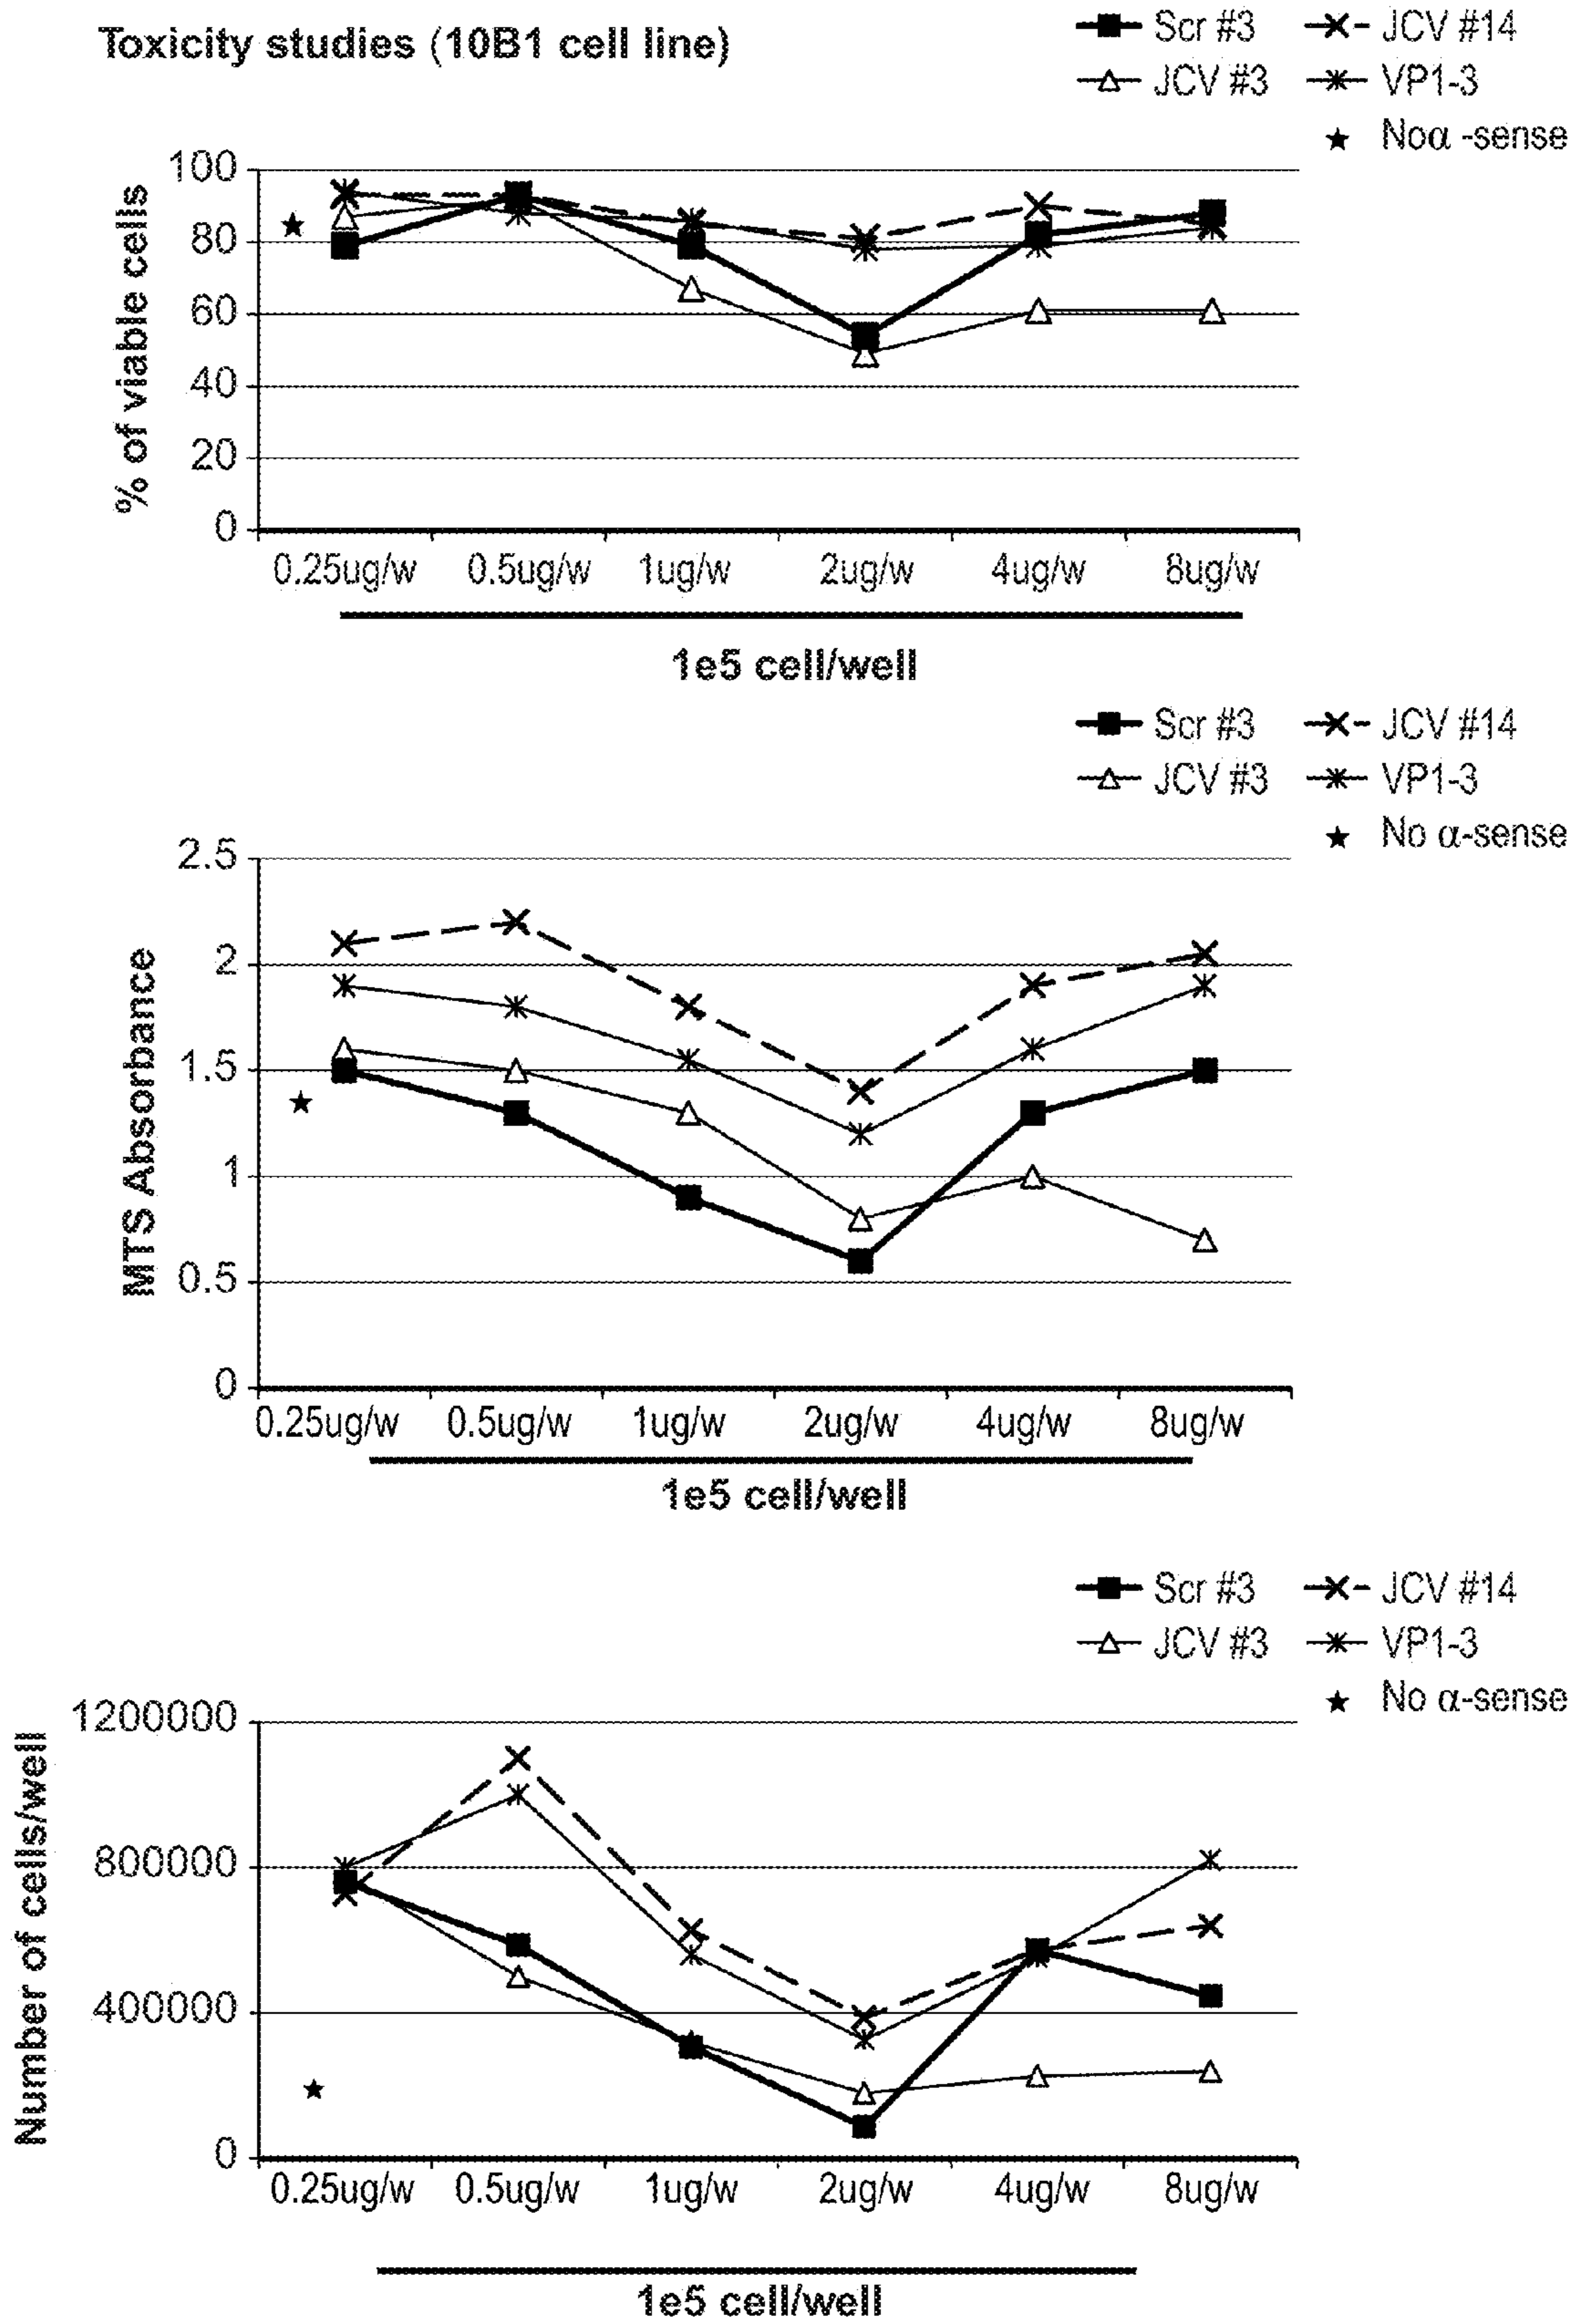 Toxicity studies (10B1 cell line)
Scr #3
JCV #14
JCV #3
VP1-3
Noα -sense
% of viable cells
100
80
60
40
20
0
0.25ug/w 0.5ug/w 1ug/w 2ug/w 4ug/w 8ug/w
1e5 cell/well
Scr #3
JCV #14
JCV #3
VP1-3
No α-sense
MTS Absorbance
2.5
2
1.5
1
0.5
0
0.25ug/w 0.5ug/w 1ug/w 2ug/w 4ug/w 8ug/w
1e5 cell/well
Scr #3
JCV #14
JCV #3
VP1-3
No α-sense
Number of cells/well
1200000
800000
400000
0
0.25ug/w 0.5ug/w 1ug/w 2ug/w 4ug/w 8ug/w
1e5 cell/well